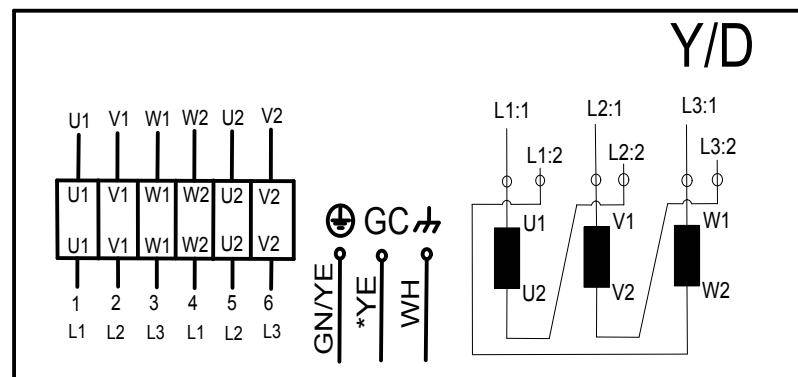 Y/D
U1 V1 W1 W2 U2 V2
U1 V1 W1 W2 U2 V2
U1 V1 W1 W2 U2 V2
1 2 3 4 5 6
L1 L2 L3 L1 L2 L3
GC
GN/YE
*YE
WH
L1:1 L2:1 L3:1
L1:2 L2:2 L3:2
U1 V1 W1
U2 V2 W2